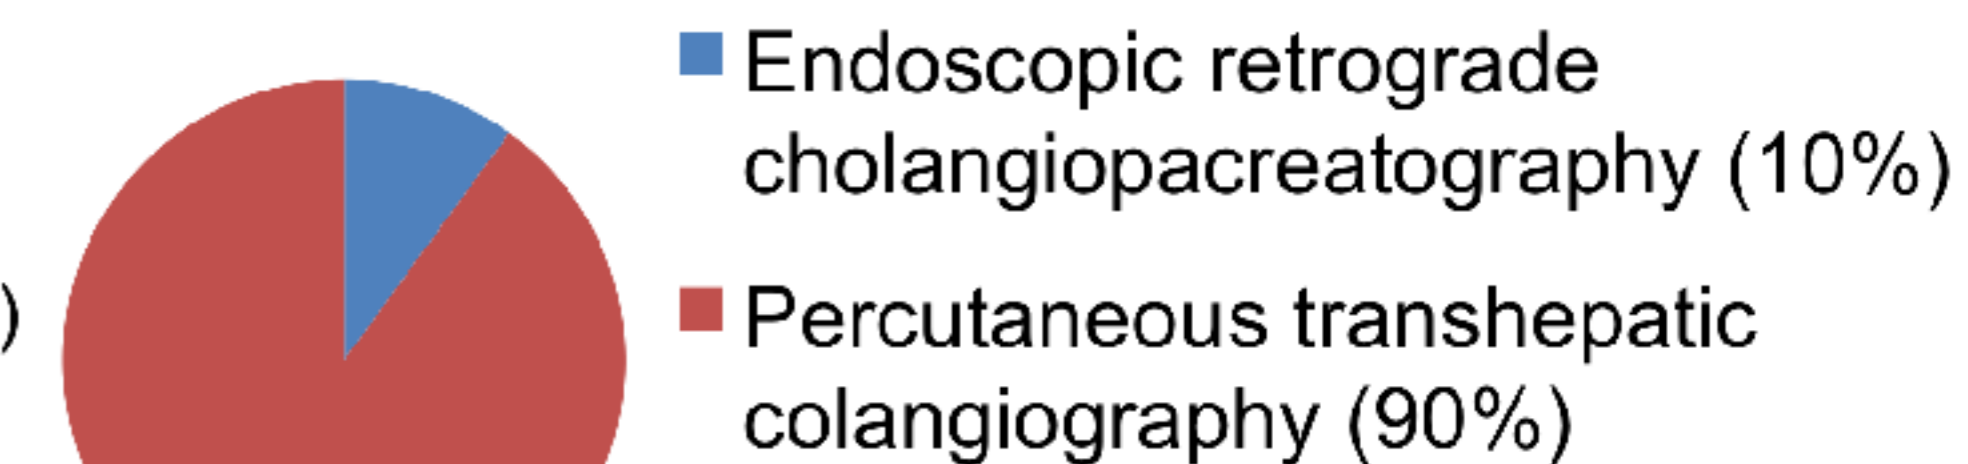 Endoscopic retrograde
cholangiopacreatography (10%)
)
Percutaneous transhepatic
colangiography (90%)